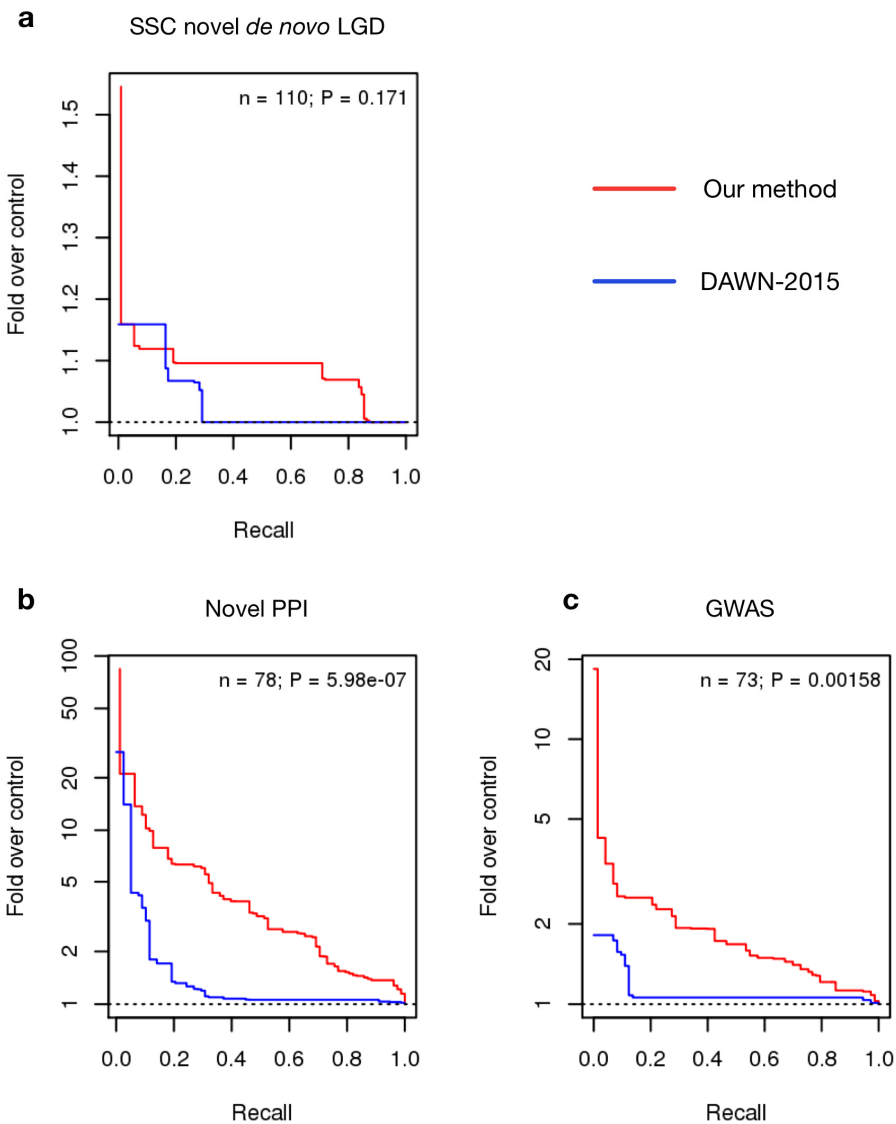 a
SSC novel de novo LGD
n = 110; P = 0.171
Fold over control
1.5
1.4
1.3
1.2
1.1
1.0
0.0 0.2 0.4 0.6 0.8 1.0
Recall
Our method
DAWN-2015
b
Novel PPI
n = 78; P = 5.98e-07
Fold over control
100
50
20
10
5
2
1
0.0 0.2 0.4 0.6 0.8 1.0
Recall
c
GWAS
n = 73; P = 0.00158
Fold over control
20
10
5
2
1
0.0 0.2 0.4 0.6 0.8 1.0
Recall